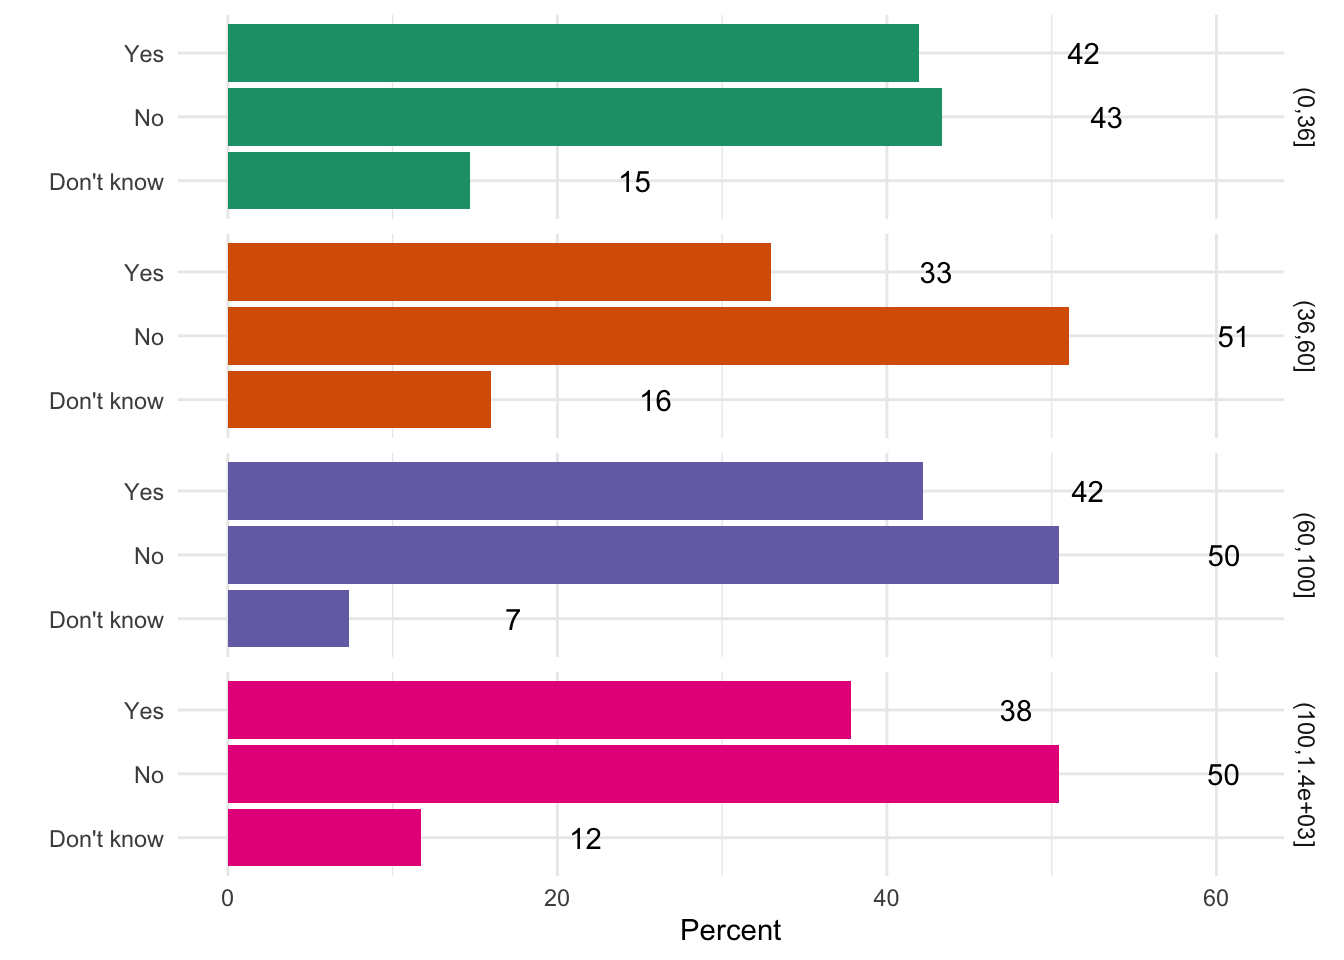 Yes 42
No 43
Don't know 15
(0,36]
Yes 33
No 51
Don't know 16
(36,60]
Yes 42
No 50
Don't know 7
(60,100]
Yes 38
No 50
Don't know 12
(100,1.4e+03]
0 20 40 60
Percent